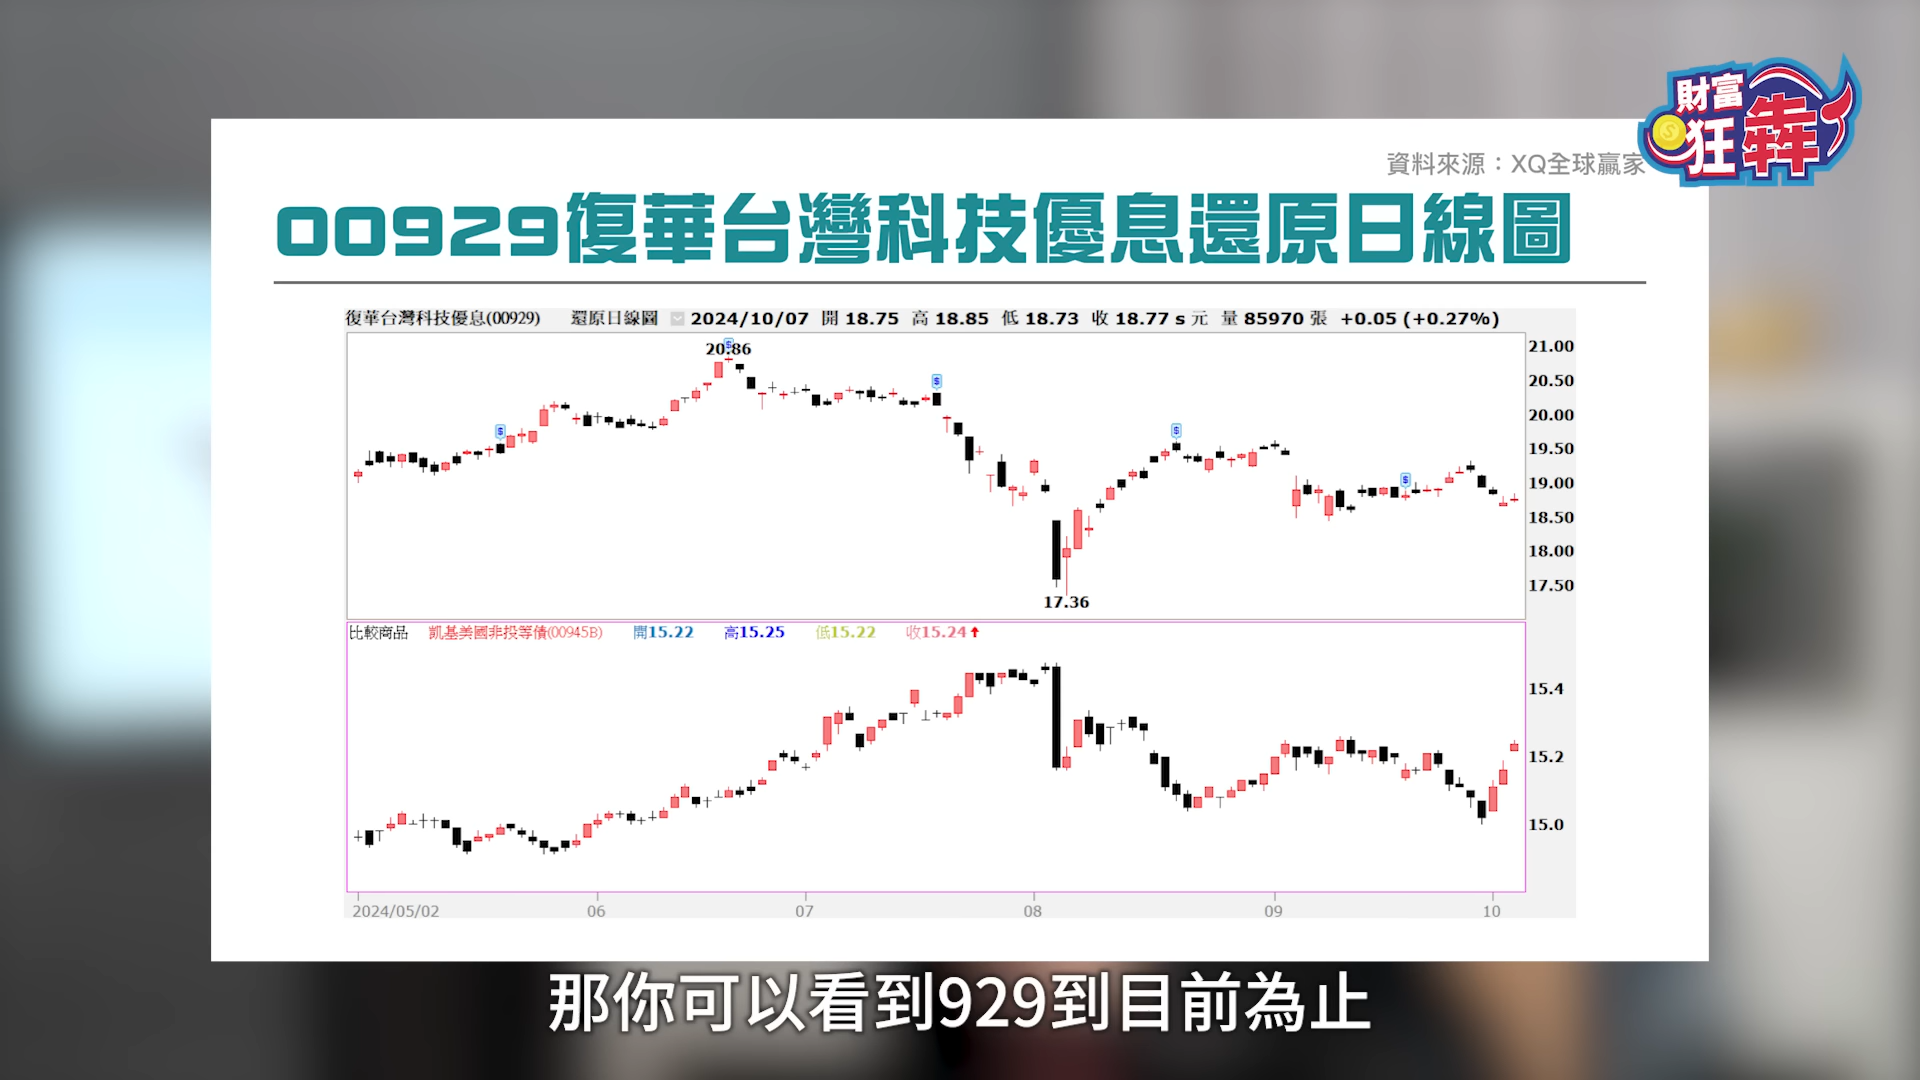 財富
狂犇
資料來源：XQ全球贏家
00929復華台灣科技優息還原日線圖
復華台灣科技優息(00929) 還原日線圖 2024/10/07 開 18.75 高 18.85 低 18.73 收 18.77 s 元 量 85970 張 +0.05 (+0.27%)
20.86
21.00
20.50
20.00
19.50
19.00
18.50
18.00
17.50
17.36
比較商品 凱基美國非投等債(00945B) 開15.22 高15.25 低15.22 收15.24
15.4
15.2
15.0
2024/05/02 06 07 08 09 10
那你可以看到929到目前為止